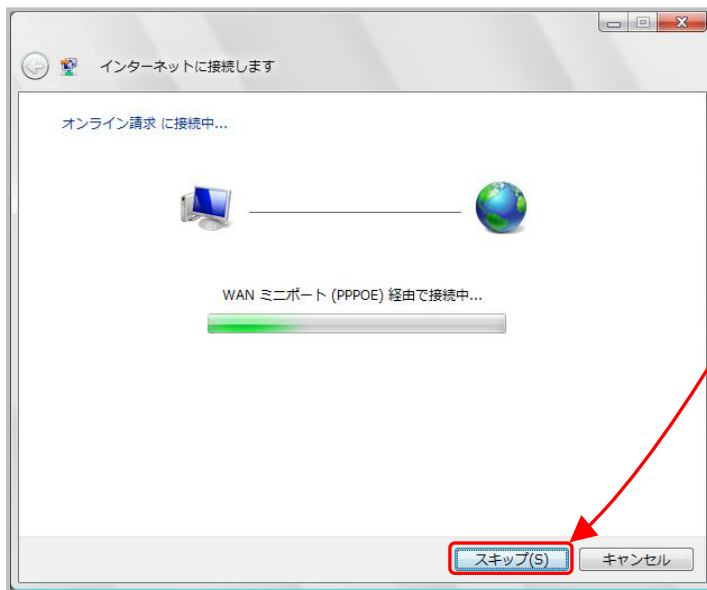 インターネットに接続します
オンライン請求 に接続中...
WAN ミニポート (PPPOE) 経由で接続中...
スキップ(S)
キャンセル